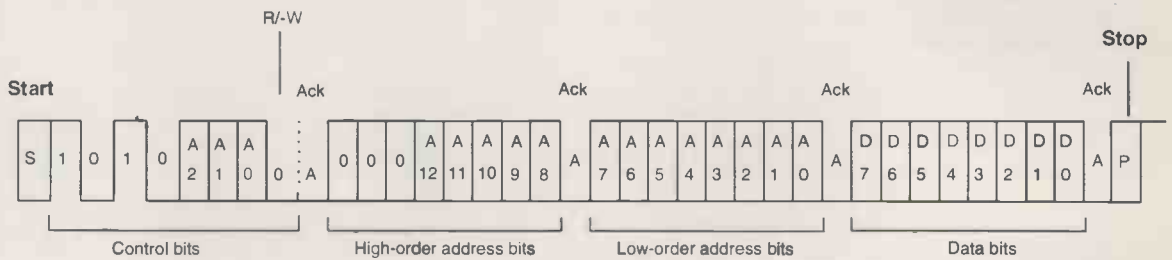 R/-W
Stop
Start
Ack
Ack
Ack
Ack
S 1 0 1 0 A2 A1 A0 0 A 0 0 0 A12 A11 A10 A9 A8 A A7 A6 A5 A4 A3 A2 A1 A0 A D7 D6 D5 D4 D3 D2 D1 D0 A P
Control bits
High-order address bits
Low-order address bits
Data bits